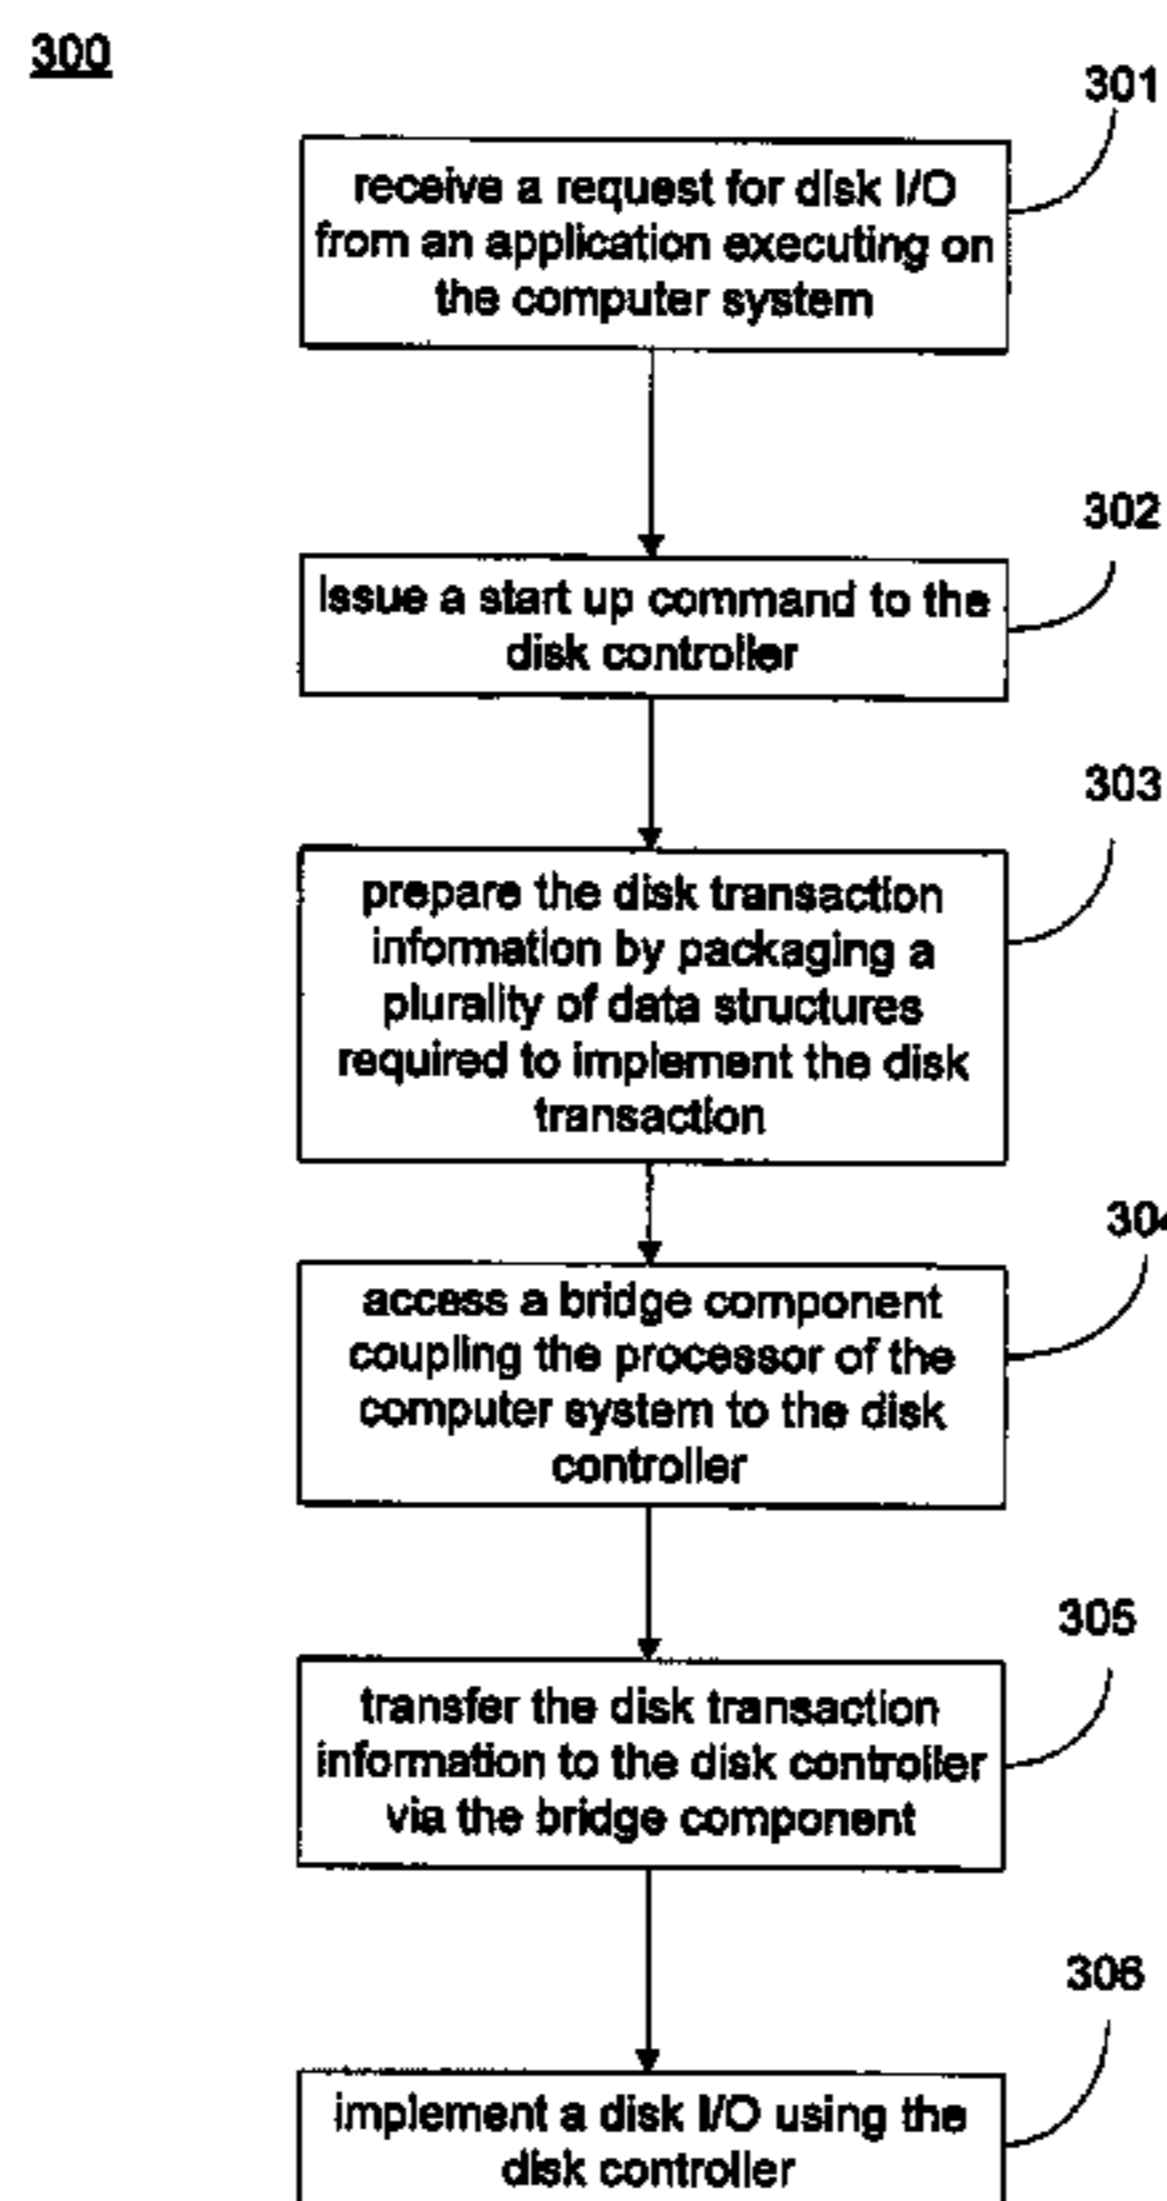 300
301
receive a request for disk I/O
from an application executing on
the computer system
302
issue a start up command to the
disk controller
303
prepare the disk transaction
information by packaging a
plurality of data structures
required to implement the disk
transaction
304
access a bridge component
coupling the processor of the
computer system to the disk
controller
305
transfer the disk transaction
information to the disk controller
via the bridge component
306
implement a disk I/O using the
disk controller